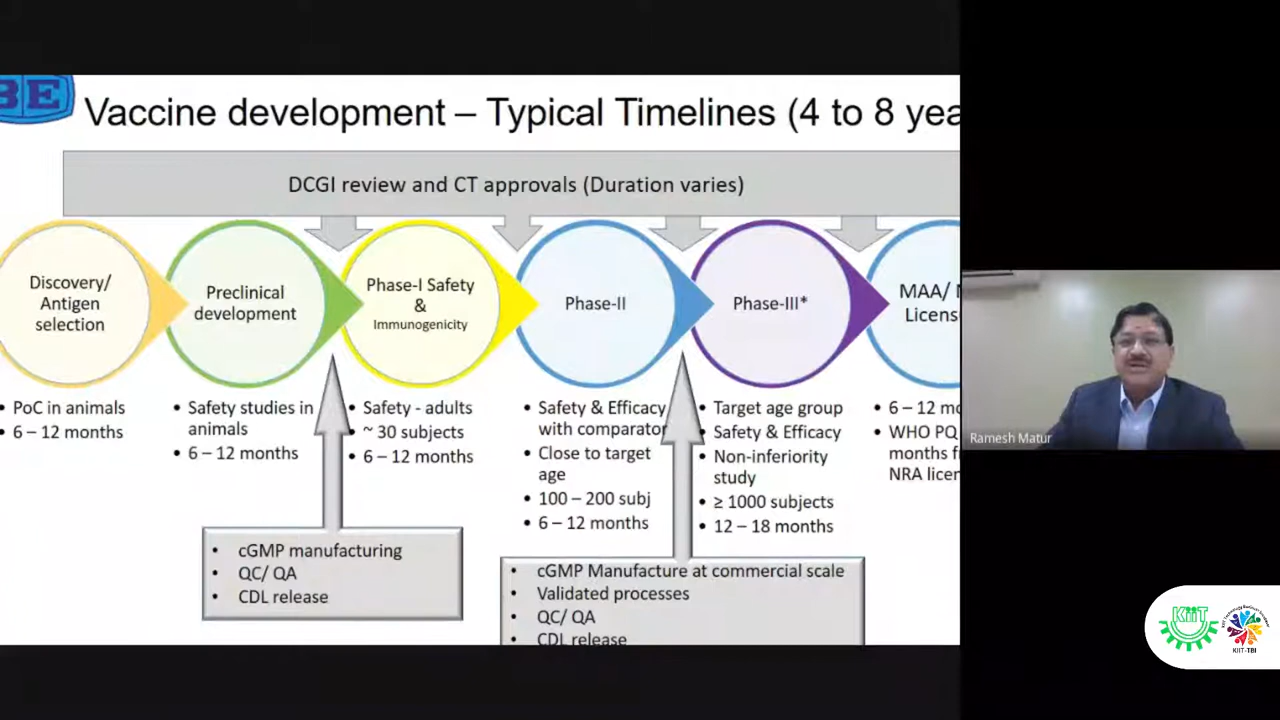 BE
Vaccine development – Typical Timelines (4 to 8 yea
DCGI review and CT approvals (Duration varies)
Discovery/
Antigen
selection
• PoC in animals
• 6 – 12 months
Preclinical
development
• Safety studies in
animals
• 6 – 12 months
Phase-I Safety
&
Immunogenicity
• Safety - adults
• ~ 30 subjects
• 6 – 12 months
Phase-II
• Safety & Efficacy
with comparator
• Close to target
age
• 100 – 200 subj
• 6 – 12 months
Phase-III*
• Target age group
• Safety & Efficacy
• Non-inferiority
study
• ≥ 1000 subjects
• 12 – 18 months
MAA/
Licens
• 6 – 12 mo
• WHO PQ
months f
NRA licen
• cGMP manufacturing
• QC/ QA
• CDL release
• cGMP Manufacture at commercial scale
• Validated processes
• QC/ QA
• CDL release
Ramesh Matur
KiiT
KIIT-TBI